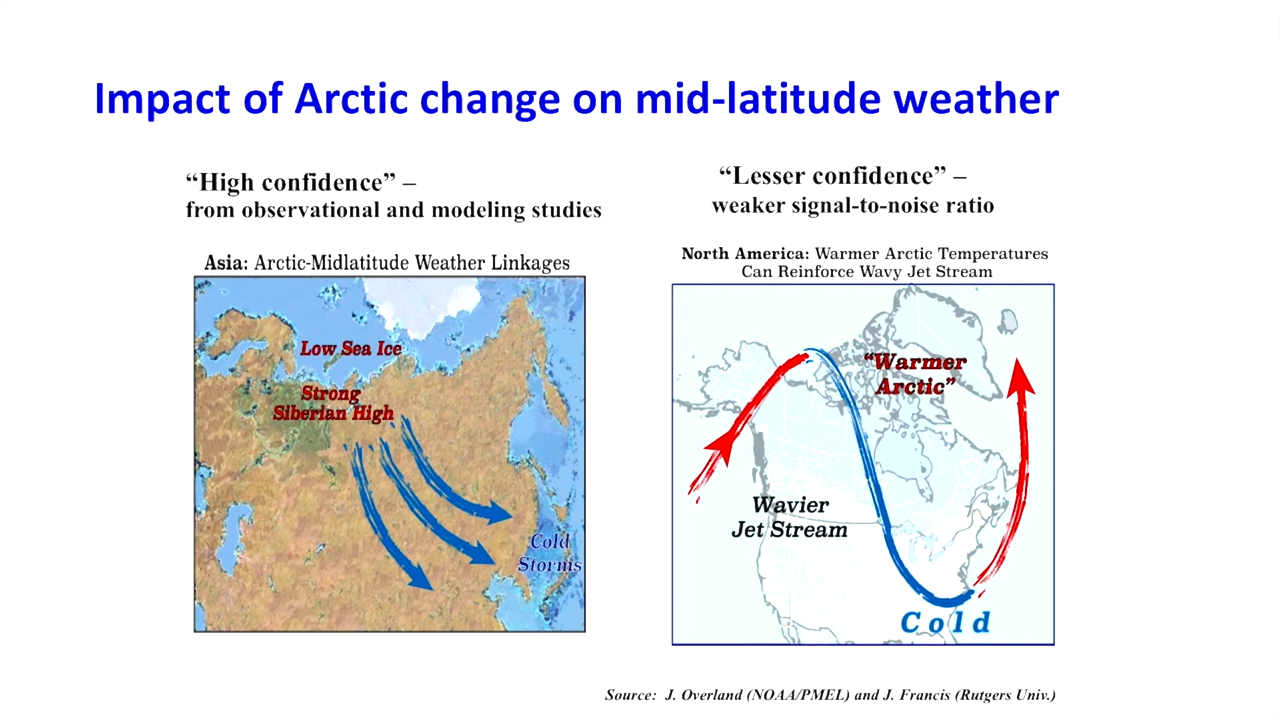 Impact of Arctic change on mid-latitude weather
“High confidence” –
from observational and modeling studies
Asia: Arctic-Midlatitude Weather Linkages
Low Sea Ice
Strong
Siberian High
Cold
Storms
“Lesser confidence” –
weaker signal-to-noise ratio
North America: Warmer Arctic Temperatures
Can Reinforce Wavy Jet Stream
“Warmer
Arctic”
Wavier
Jet Stream
Cold
Source: J. Overland (NOAA/PMEL) and J. Francis (Rutgers Univ.)